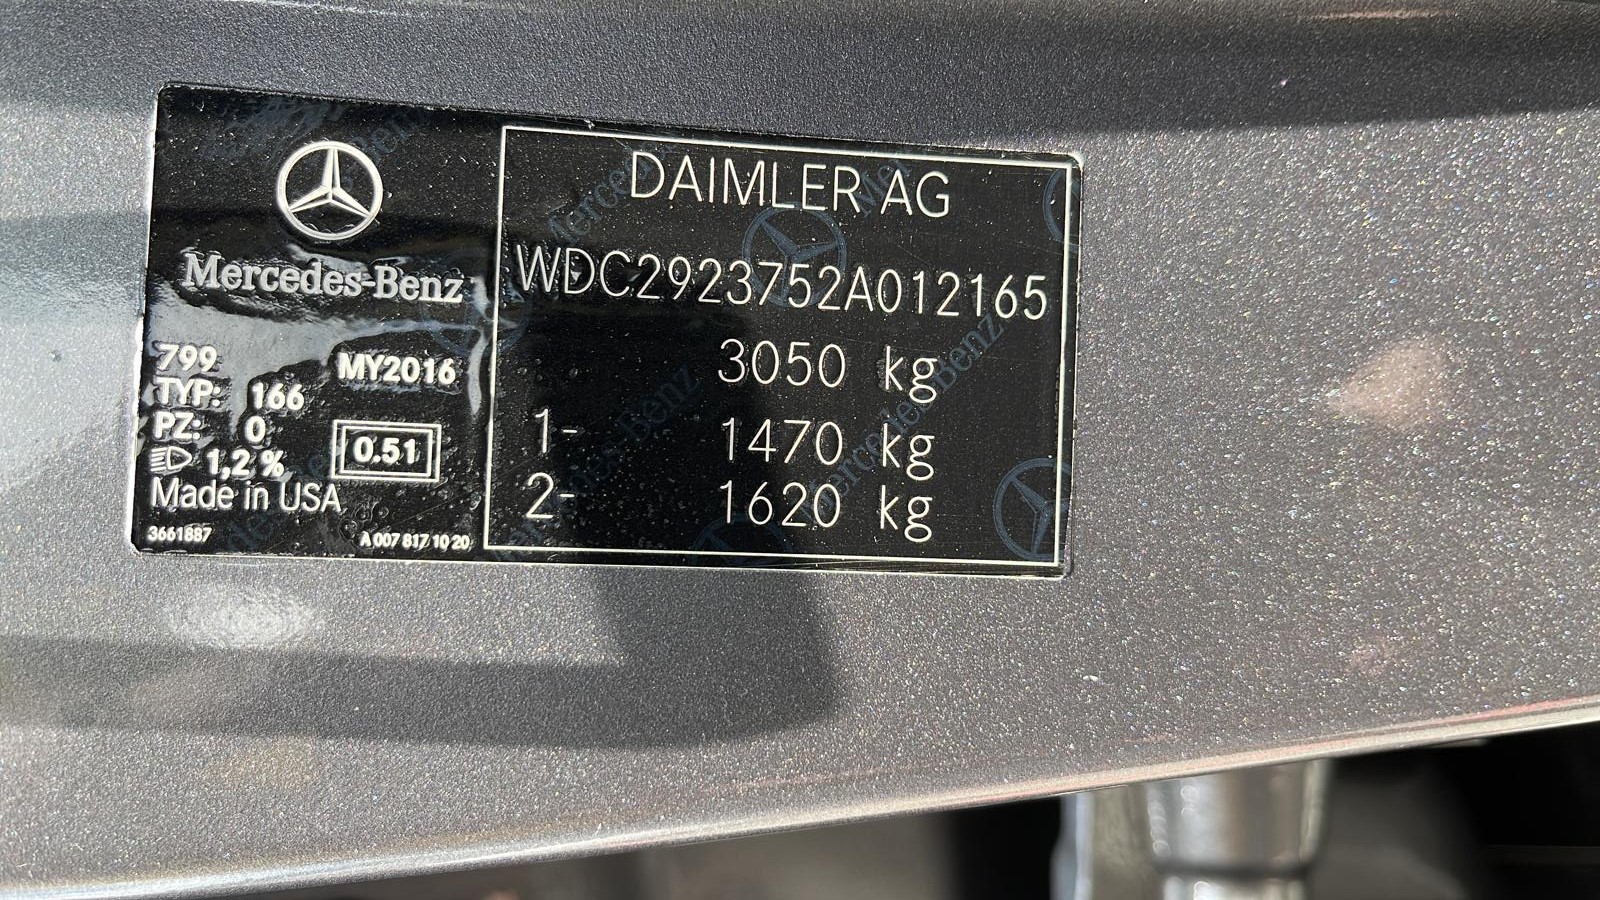 Mercedes-Benz
799
MY2016
TYP: 166
PZ: 0
0.51
1,2 %
Made in USA
3661887
A 007 817 10 20
DAIMLER AG
WDC2923752A012165
3050 kg
1- 1470 kg
2- 1620 kg